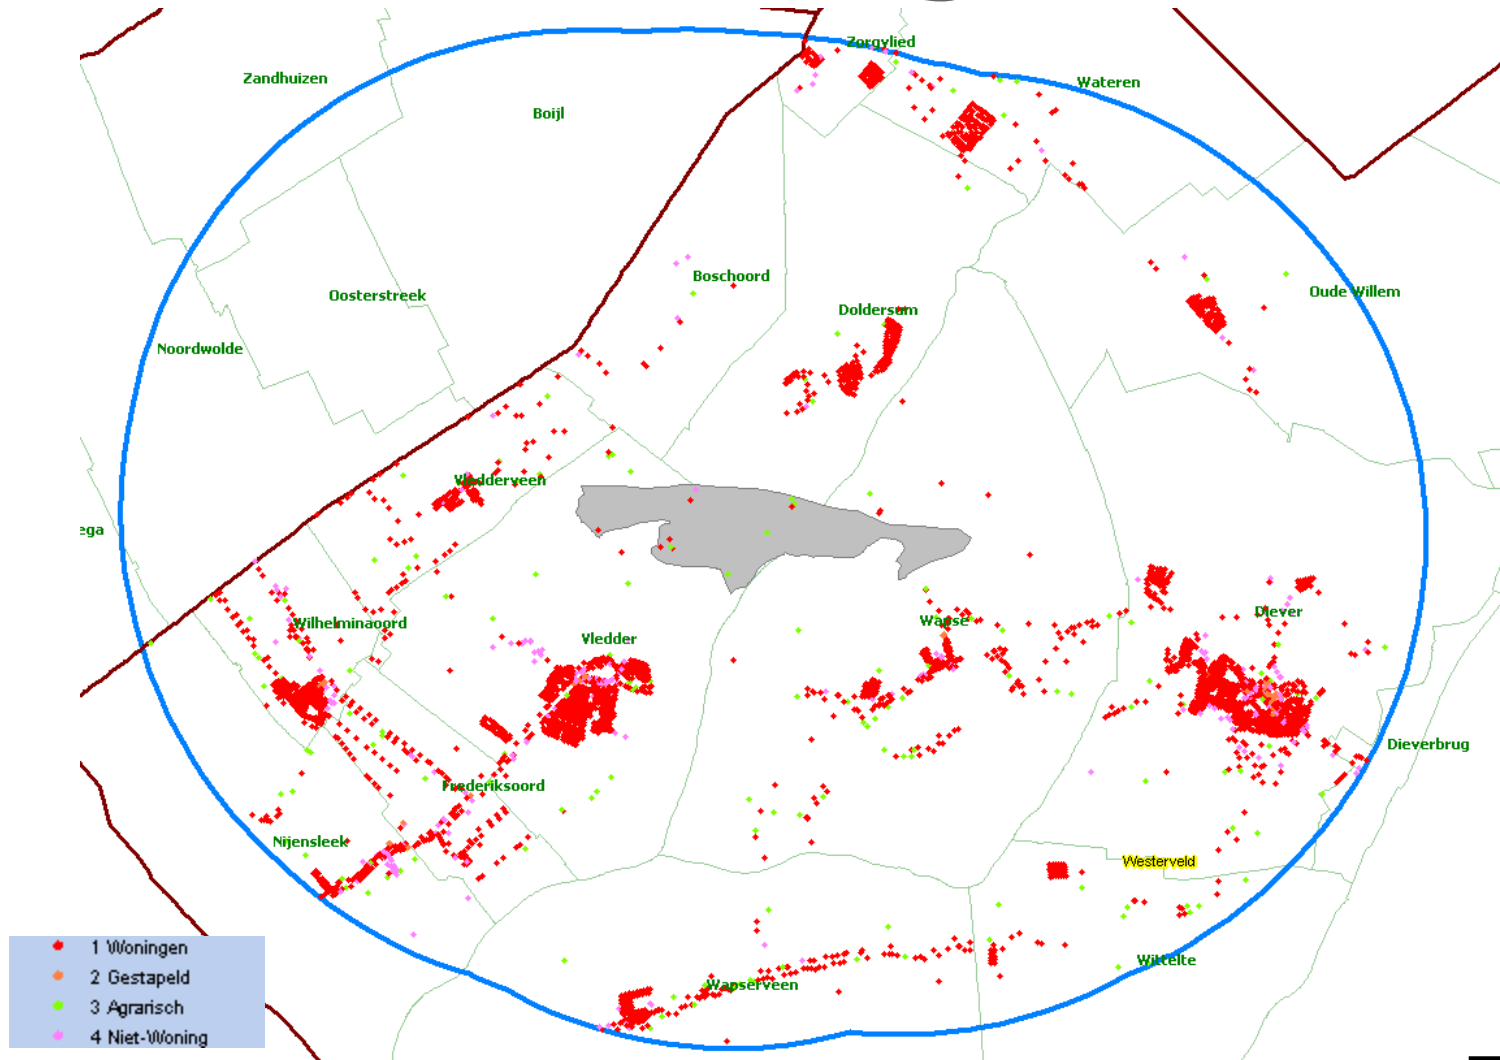 Zorgvlied
Zandhuizen
Wateren
Boijl
Boschoord
Oosterstreek
Oude Willem
Doldersum
Noordwolde
Vledderveen
ega
Diever
Wapse
Wilhelminaoord
Vledder
Dieverbrug
Frederiksoord
Nijensleek
Westerveld
Wittelte
Wapserveen
1 Woningen
2 Gestapeld
3 Agrarisch
4 Niet-Woning